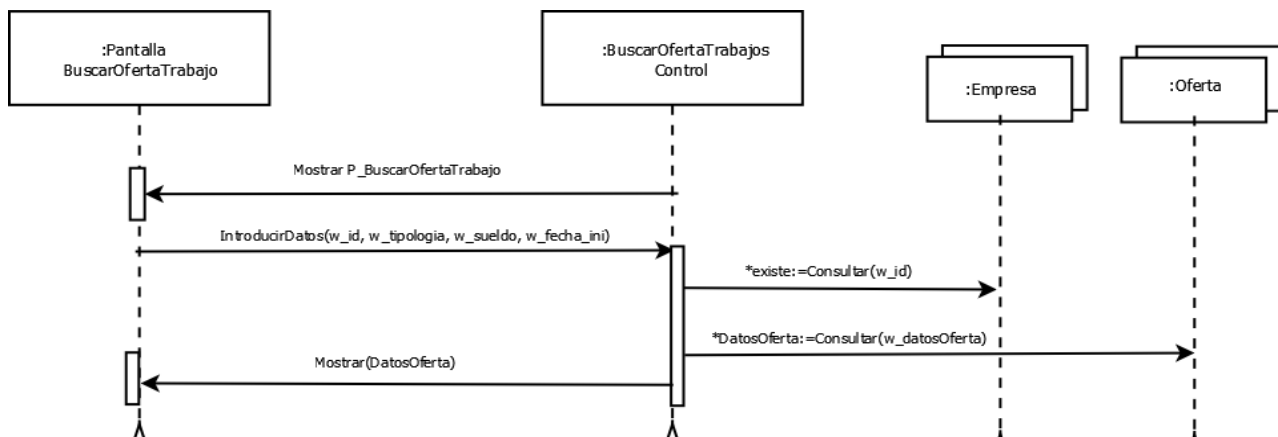 :Pantalla
BuscarOfertaTrabajo
:BuscarOfertaTrabajos
Control
:Empresa
:Oferta
Mostrar P_BuscarOfertaTrabajo
IntroducirDatos(w_id, w_tipologia, w_sueldo, w_fecha_ini)
*existe:=Consultar(w_id)
*DatosOferta:=Consultar(w_datosOferta)
Mostrar(DatosOferta)